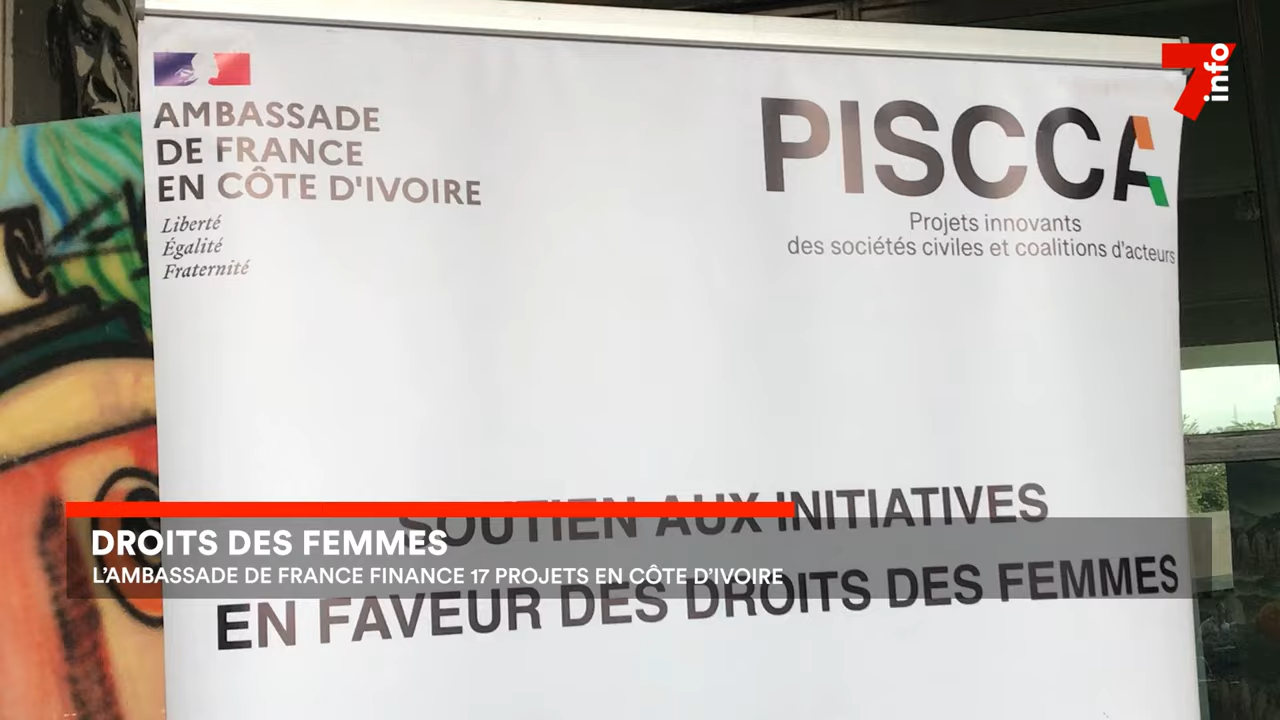 AMBASSADE
DE FRANCE
EN CÔTE D'IVOIRE
Liberté
Égalité
Fraternité
PISCCA
Projets innovants
des sociétés civiles et coalitions d'acteurs
7info
SOUTIEN AUX INITIATIVES
EN FAVEUR DES DROITS DES FEMMES
DROITS DES FEMMES
L'AMBASSADE DE FRANCE FINANCE 17 PROJETS EN CÔTE D'IVOIRE